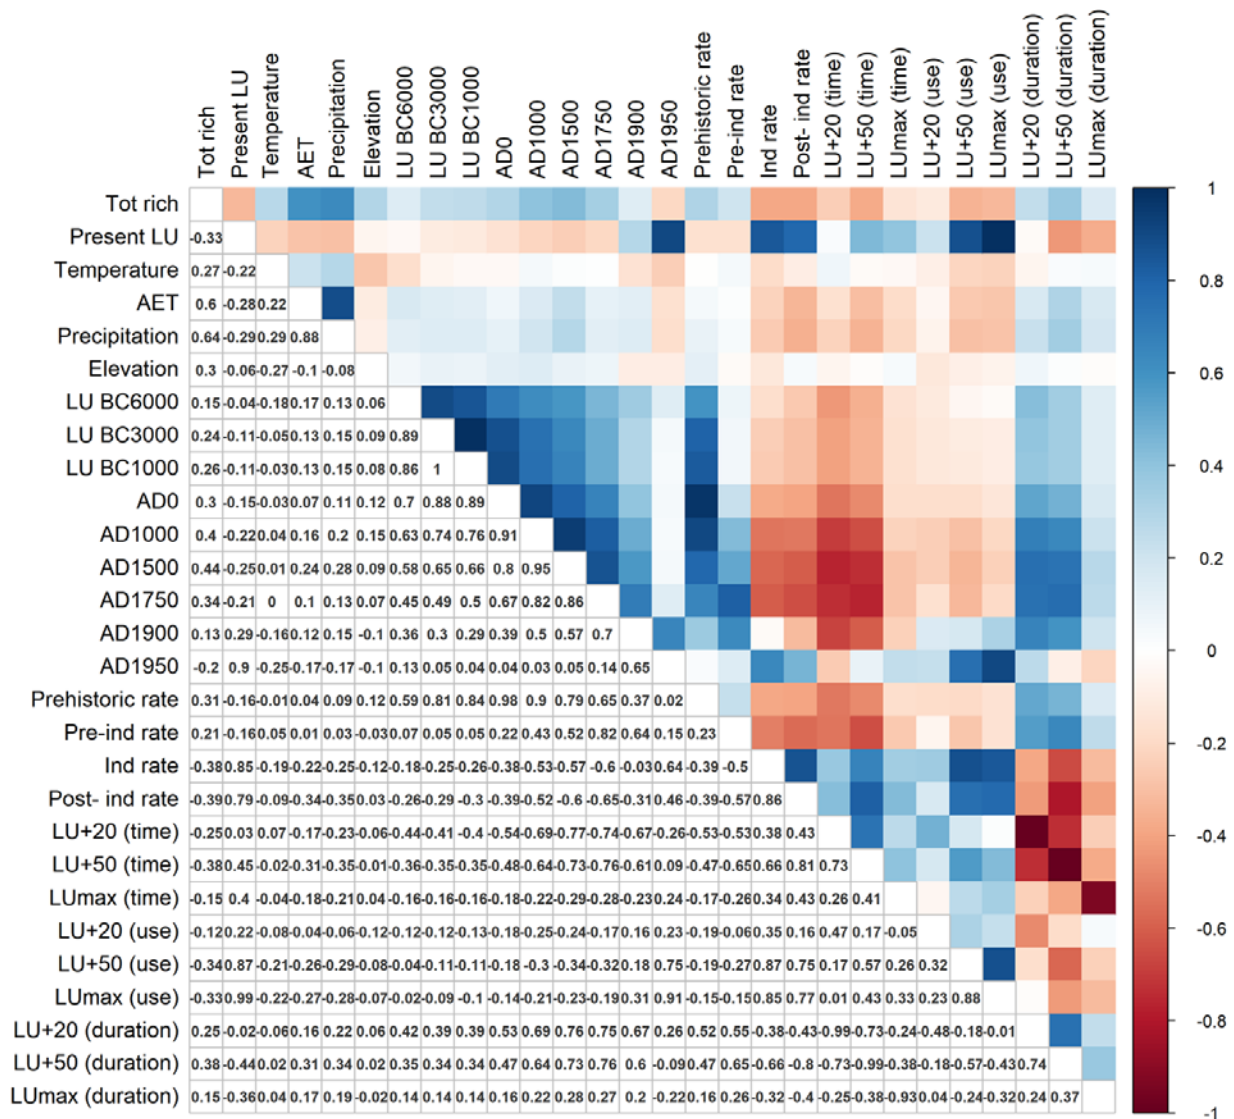 Tot rich
Present LU
Temperature
AET
Precipitation
Elevation
LU BC6000
LU BC3000
LU BC1000
AD0
AD1000
AD1500
AD1750
AD1900
AD1950
Prehistoric rate
Pre-ind rate
Ind rate
Post- ind rate
LU+20 (time)
LU+50 (time)
LUmax (time)
LU+20 (use)
LU+50 (use)
LUmax (use)
LU+20 (duration)
LU+50 (duration)
LUmax (duration)
Tot rich
Present LU -0.33
Temperature 0.27 -0.22
AET 0.6 -0.28 0.22
Precipitation 0.64 -0.29 0.29 0.88
Elevation 0.3 -0.06 -0.27 -0.1 -0.08
LU BC6000 0.15 -0.04 -0.18 0.17 0.13 0.06
LU BC3000 0.24 -0.11 -0.05 0.13 0.15 0.09 0.89
LU BC1000 0.26 -0.11 -0.03 0.13 0.15 0.08 0.86 1
AD0 0.3 -0.15 -0.03 0.07 0.11 0.12 0.7 0.88 0.89
AD1000 0.4 -0.22 0.04 0.16 0.2 0.15 0.63 0.74 0.76 0.91
AD1500 0.44 -0.25 0.01 0.24 0.28 0.09 0.58 0.65 0.66 0.8 0.95
AD1750 0.34 -0.21 0 0.1 0.13 0.07 0.45 0.49 0.5 0.67 0.82 0.86
AD1900 0.13 0.29 -0.16 0.12 0.15 -0.1 0.36 0.3 0.29 0.39 0.5 0.57 0.7
AD1950 -0.2 0.9 -0.25 -0.17 -0.17 -0.1 0.13 0.05 0.04 0.04 0.03 0.05 0.14 0.65
Prehistoric rate 0.31 -0.16 -0.01 0.04 0.09 0.12 0.59 0.81 0.84 0.98 0.9 0.79 0.65 0.37 0.02
Pre-ind rate 0.21 -0.16 0.05 0.01 0.03 -0.03 0.07 0.05 0.05 0.22 0.43 0.52 0.82 0.64 0.15 0.23
Ind rate -0.38 0.85 -0.19 -0.22 -0.25 -0.12 -0.18 -0.25 -0.26 -0.38 -0.53 -0.57 -0.6 -0.03 0.64 -0.39 -0.5
Post- ind rate -0.39 0.79 -0.09 -0.34 -0.35 0.03 -0.26 -0.29 -0.3 -0.39 -0.52 -0.6 -0.65 -0.31 0.46 -0.39 -0.57 0.86
LU+20 (time) -0.25 0.03 0.07 -0.17 -0.23 -0.06 -0.44 -0.41 -0.4 -0.54 -0.69 -0.77 -0.74 -0.67 -0.26 -0.53 -0.53 0.38 0.43
LU+50 (time) -0.38 0.45 -0.02 -0.31 -0.35 -0.01 -0.36 -0.35 -0.35 -0.48 -0.64 -0.73 -0.76 -0.61 0.09 -0.47 -0.65 0.66 0.81 0.73
LUmax (time) -0.15 0.4 -0.04 -0.18 -0.21 0.04 -0.16 -0.16 -0.16 -0.18 -0.22 -0.29 -0.28 -0.23 0.24 -0.17 -0.26 0.34 0.43 0.26 0.41
LU+20 (use) -0.12 0.22 -0.08 -0.04 -0.06 -0.12 -0.12 -0.12 -0.13 -0.18 -0.25 -0.24 -0.17 0.16 0.23 -0.19 -0.06 0.35 0.16 0.47 0.17 -0.05
LU+50 (use) -0.34 0.87 -0.21 -0.26 -0.29 -0.08 -0.04 -0.11 -0.11 -0.18 -0.3 -0.34 -0.32 0.18 0.75 -0.19 -0.27 0.87 0.75 0.17 0.57 0.26 0.32
LUmax (use) -0.33 0.99 -0.22 -0.27 -0.28 -0.07 -0.02 -0.09 -0.1 -0.14 -0.21 -0.23 -0.19 0.31 0.91 -0.15 -0.15 0.85 0.77 0.01 0.43 0.33 0.23 0.88
LU+20 (duration) 0.25 -0.02 -0.06 0.16 0.22 0.06 0.42 0.39 0.39 0.53 0.69 0.76 0.75 0.67 0.26 0.52 0.55 -0.38 -0.43 -0.99 -0.73 -0.24 -0.48 -0.18 -0.01
LU+50 (duration) 0.38 -0.44 0.02 0.31 0.34 0.02 0.35 0.34 0.34 0.47 0.64 0.73 0.76 0.6 -0.09 0.47 0.65 -0.66 -0.8 -0.73 -0.99 -0.38 -0.18 -0.57 -0.43 0.74
LUmax (duration) 0.15 -0.36 0.04 0.17 0.19 -0.02 0.14 0.14 0.14 0.16 0.22 0.28 0.27 0.2 -0.22 0.16 0.26 -0.32 -0.4 -0.25 -0.38 -0.93 0.04 -0.24 -0.32 0.24 0.37
1
0.8
0.6
0.4
0.2
0
-0.2
-0.4
-0.6
-0.8
-1